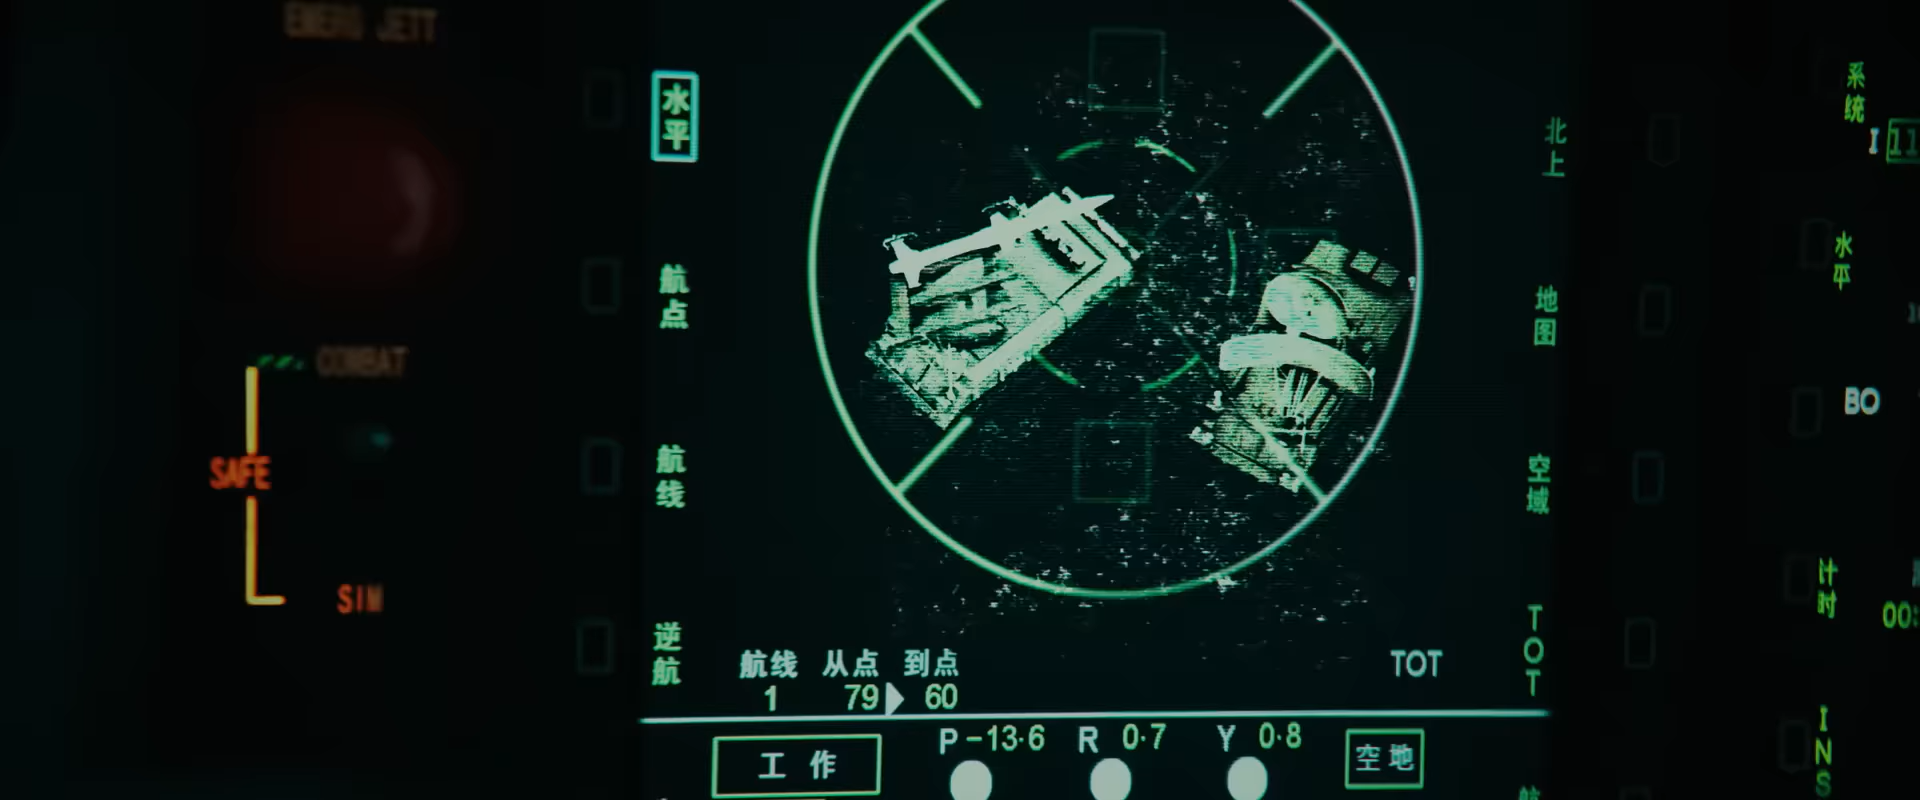 EMERG JETT
COMBAT
SAFE
SIM
水平
航点
航线
逆航
北上
地图
空域
TOT
航线 从点 到点
1 79 60
TOT
工作
P -13.6 R 0.7 Y 0.8
空地
系统
I 11
水平
BO
计时
00:
INS